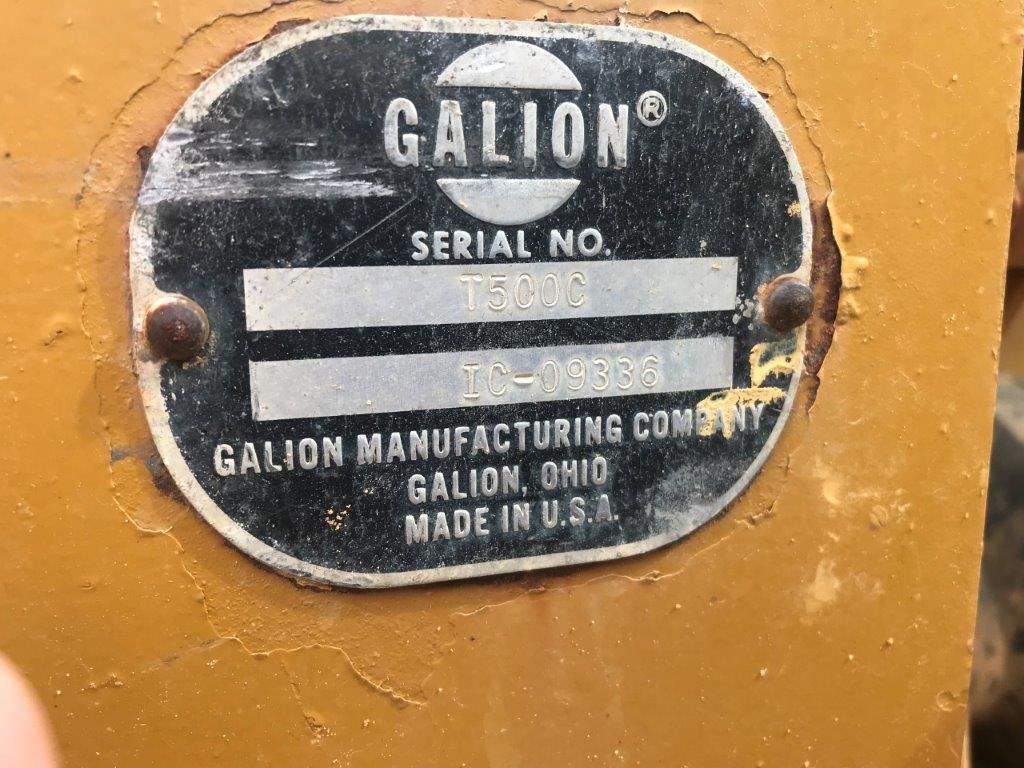 GALION®
SERIAL NO.
T500C
IC-09336
GALION MANUFACTURING COMPANY
GALION, OHIO
MADE IN U.S.A.